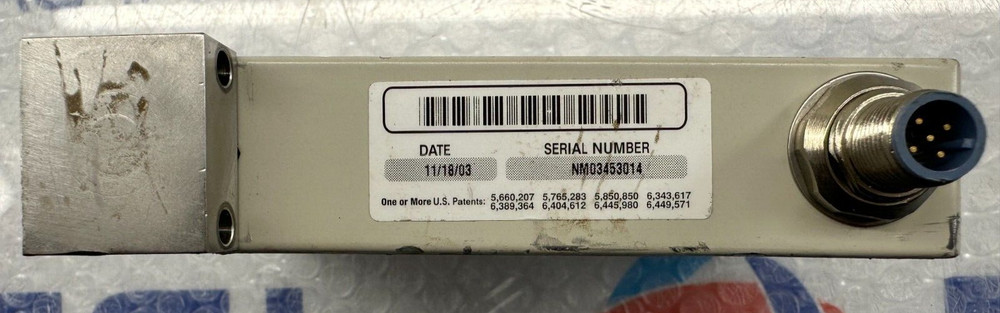 DATE SERIAL NUMBER
11/18/03 NM03453014
One or More U.S. Patents: 5,660,207 5,765,283 5,850,850 6,343,617
6,389,364 6,404,612 6,445,980 6,449,571